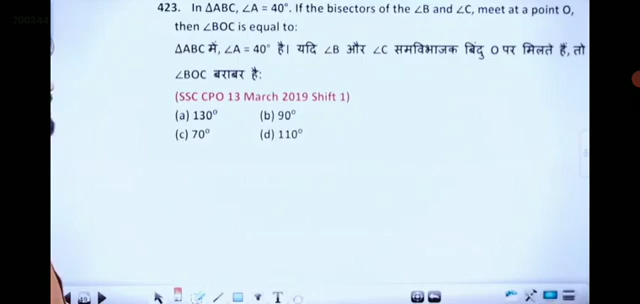 423. In ΔABC, ∠A = 40°. If the bisectors of the ∠B and ∠C, meet at a point O,
then ∠BOC is equal to:
ΔABC में, ∠A = 40° है। यदि ∠B और ∠C समविभाजक बिंदु O पर मिलते हैं, तो
∠BOC बराबर है:
(SSC CPO 13 March 2019 Shift 1)
(a) 130° (b) 90°
(c) 70° (d) 110°
T